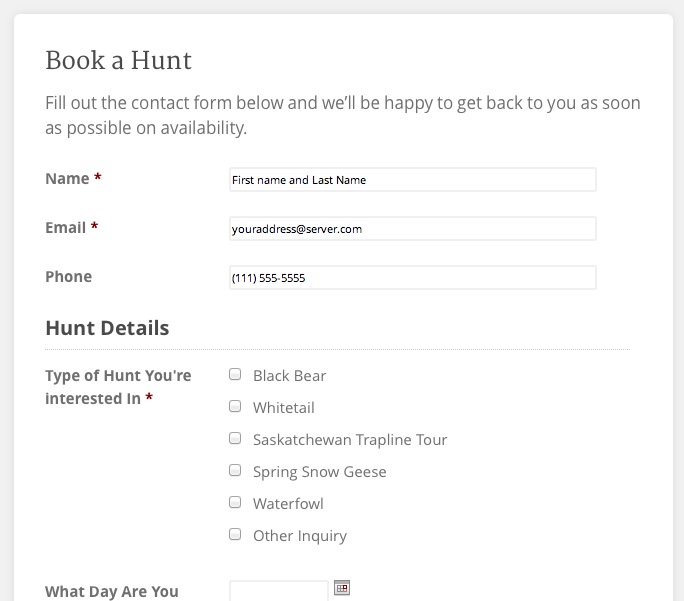 Book a Hunt
Fill out the contact form below and we’ll be happy to get back to you as soon
as possible on availability.
Name *
First name and Last Name
Email *
youraddress@server.com
Phone
(111) 555-5555
Hunt Details
Type of Hunt You're
interested In *
Black Bear
Whitetail
Saskatchewan Trapline Tour
Spring Snow Geese
Waterfowl
Other Inquiry
What Day Are You